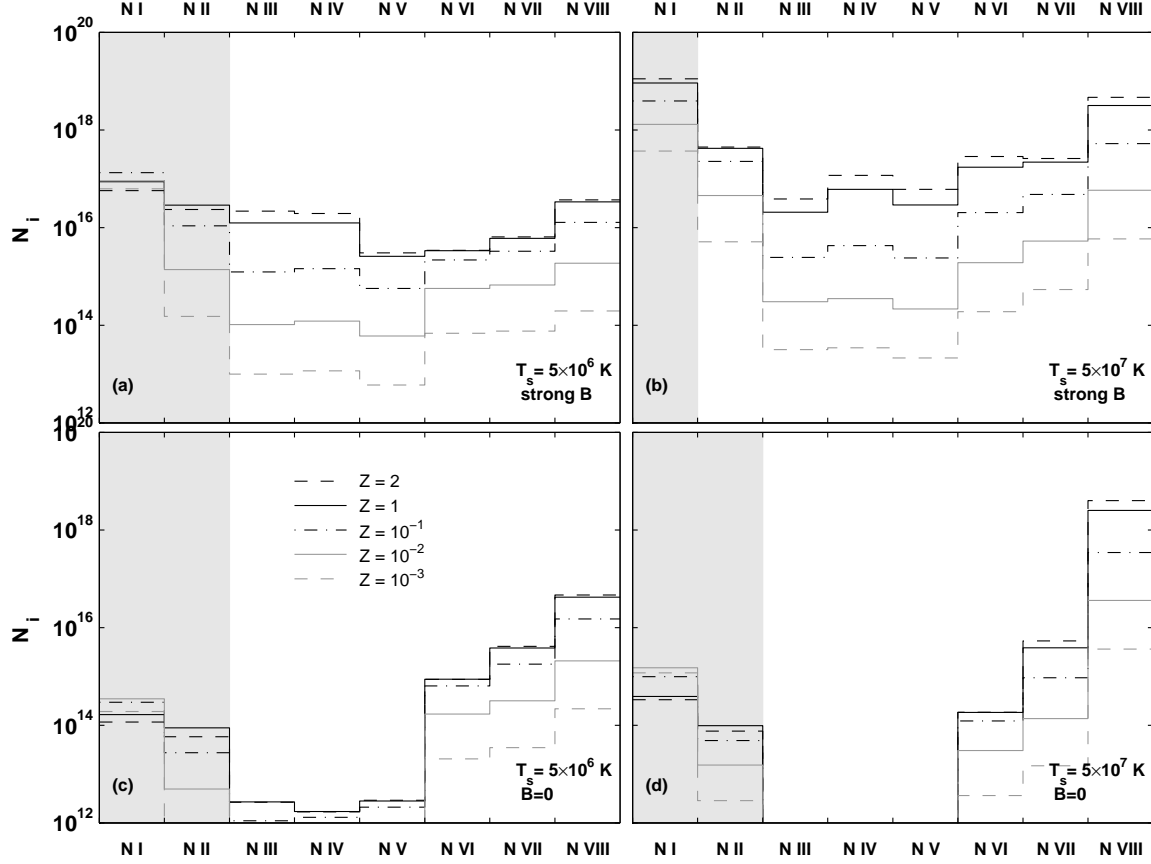 N I N II N III N IV N V N VI N VII N VIII N I N II N III N IV N V N VI N VII N VIII
10^20
10^18
10^16
10^14
10^12
N_i
(a)
T_s = 5×10^6 K
strong B
(b)
T_s = 5×10^7 K
strong B
10^20
10^18
10^16
10^14
10^12
N_i
Z = 2
Z = 1
Z = 10^−1
Z = 10^−2
Z = 10^−3
(c)
T_s = 5×10^6 K
B=0
(d)
T_s = 5×10^7 K
B=0
N I N II N III N IV N V N VI N VII N VIII N I N II N III N IV N V N VI N VII N VIII